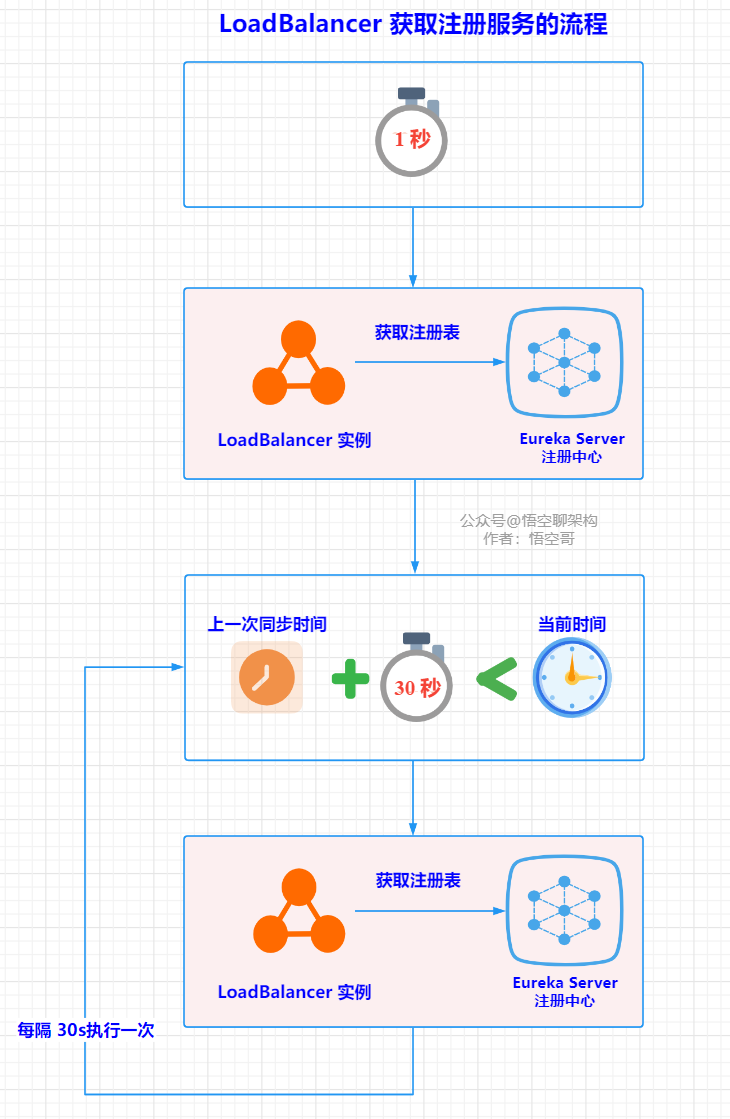 LoadBalancer 获取注册服务的流程
1 秒
获取注册表
LoadBalancer 实例
Eureka Server
注册中心
公众号@悟空聊架构
作者：悟空哥
上一次同步时间
当前时间
30 秒
获取注册表
LoadBalancer 实例
Eureka Server
注册中心
每隔 30s执行一次